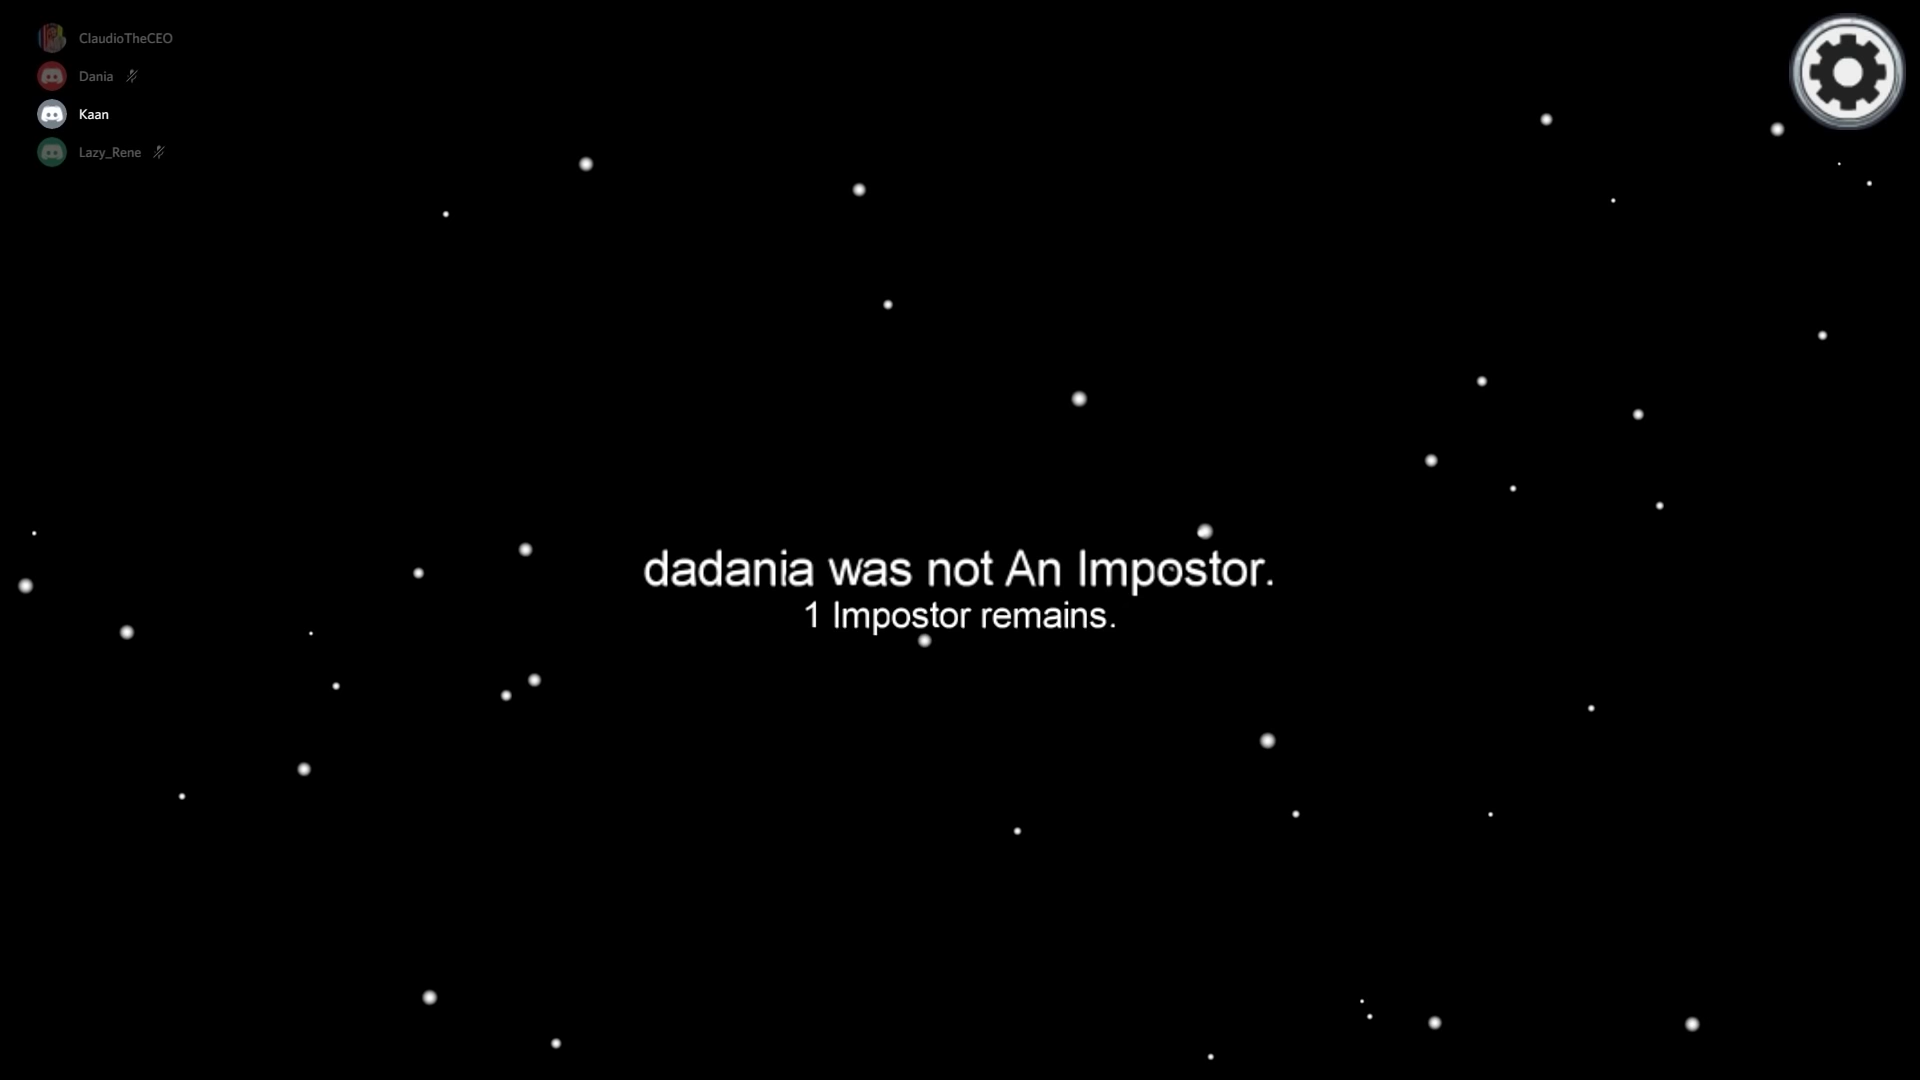 ClaudioTheCEO
Dania
Kaan
Lazy_Rene
dadania was not An Impostor.
1 Impostor remains.